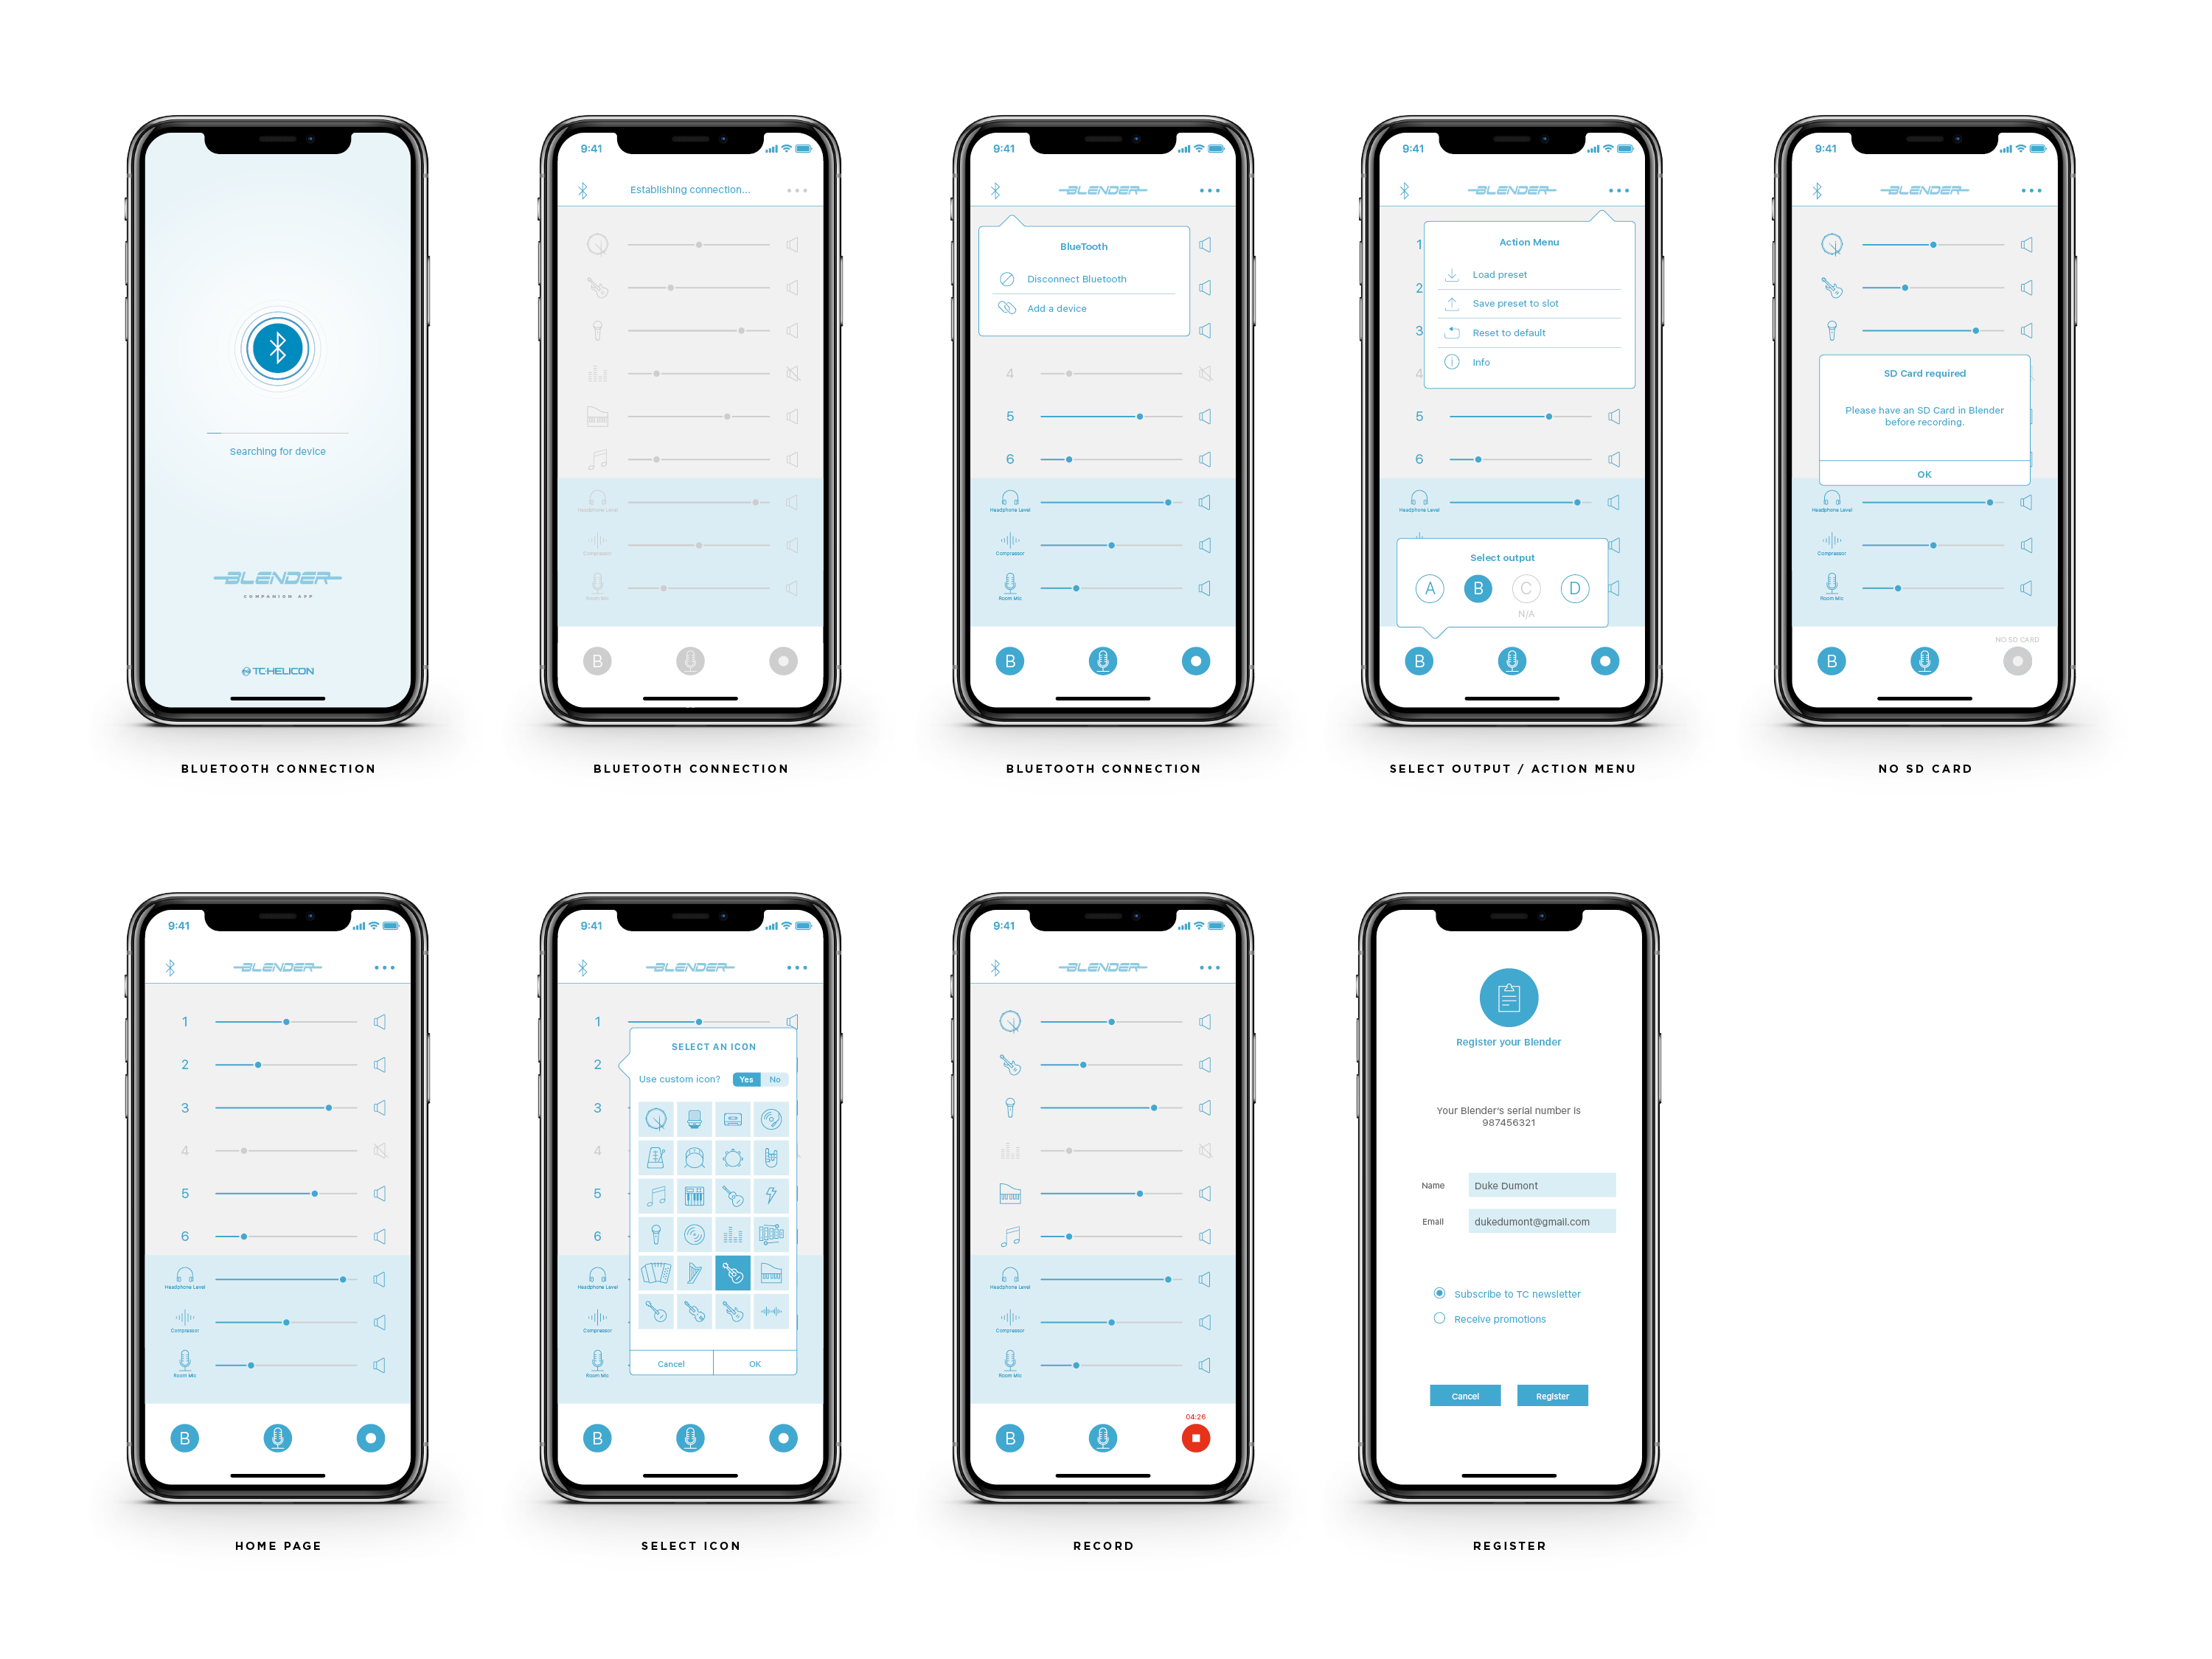 Searching for device
BLENDER
COMPANION APP
TC·HELICON
BLUETOOTH CONNECTION
9:41
Establishing connection...
Headphone Level
Compressor
Room Mic
B
BLUETOOTH CONNECTION
9:41
BLENDER
BlueTooth
Disconnect Bluetooth
Add a device
4
5
6
Headphone Level
Compressor
Room Mic
B
BLUETOOTH CONNECTION
9:41
BLENDER
Action Menu
1
Load preset
2
Save preset to slot
3
Reset to default
4
Info
5
6
Headphone Level
Select output
A
B
C
D
N/A
B
SELECT OUTPUT / ACTION MENU
9:41
BLENDER
SD Card required
Please have an SD Card in Blender
before recording.
OK
Headphone Level
Compressor
Room Mic
NO SD CARD
B
NO SD CARD
9:41
BLENDER
1
2
3
4
5
6
Headphone Level
Compressor
Room Mic
B
HOME PAGE
9:41
BLENDER
1
SELECT AN ICON
2
Use custom icon?
Yes
No
3
4
5
6
Headphone Level
Compressor
Room Mic
Cancel
OK
B
SELECT ICON
9:41
BLENDER
Headphone Level
Compressor
Room Mic
04:26
B
RECORD
Register your Blender
Your Blender's serial number is
987456321
Name
Duke Dumont
Email
dukedumont@gmail.com
Subscribe to TC newsletter
Receive promotions
Cancel
Register
REGISTER